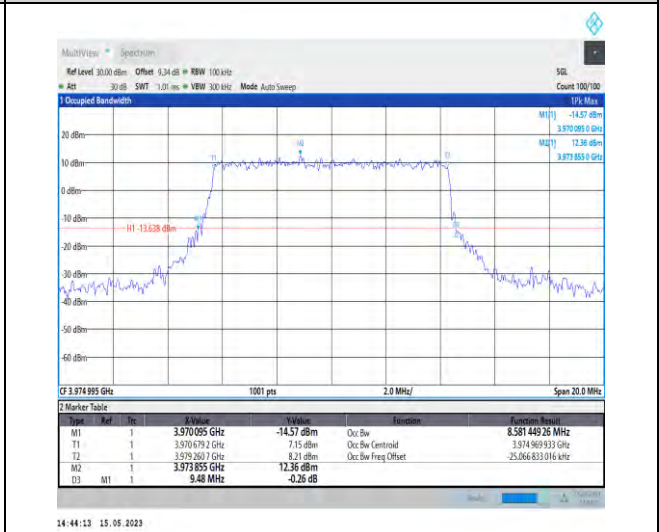 MultiView Spectrum
Ref Level 30.00 dBm Offset 9.34 dB RBW 100 kHz SGL
Att 30 dB SWT 1.01 ms VBW 300 kHz Mode Auto Sweep Count 100/100
1 Occupied Bandwidth 1Pk Max
M1[1] -14.57 dBm
3.970 095 0 GHz
M2[1] 12.36 dBm
3.973 855 0 GHz
20 dBm
M2
T1 T2
10 dBm
0 dBm
-10 dBm
H1 -13.638 dBm
-20 dBm
-30 dBm
-40 dBm
-50 dBm
-60 dBm
CF 3.974 995 GHz 1001 pts 2.0 MHz/ Span 20.0 MHz
2 Marker Table
Type Ref Trc X-Value Y-Value Function Function Result
M1 1 3.970095 GHz -14.57 dBm Occ Bw 8.581 449 26 MHz
T1 1 3.970 679 2 GHz 7.15 dBm Occ Bw Centroid 3.974 969 933 GHz
T2 1 3.979 260 7 GHz 8.21 dBm Occ Bw Freq Offset -25.066 833 016 kHz
M2 1 3.973 855 GHz 12.36 dBm
D3 M1 1 9.48 MHz -0.26 dB
14:44:13 15.05.2023